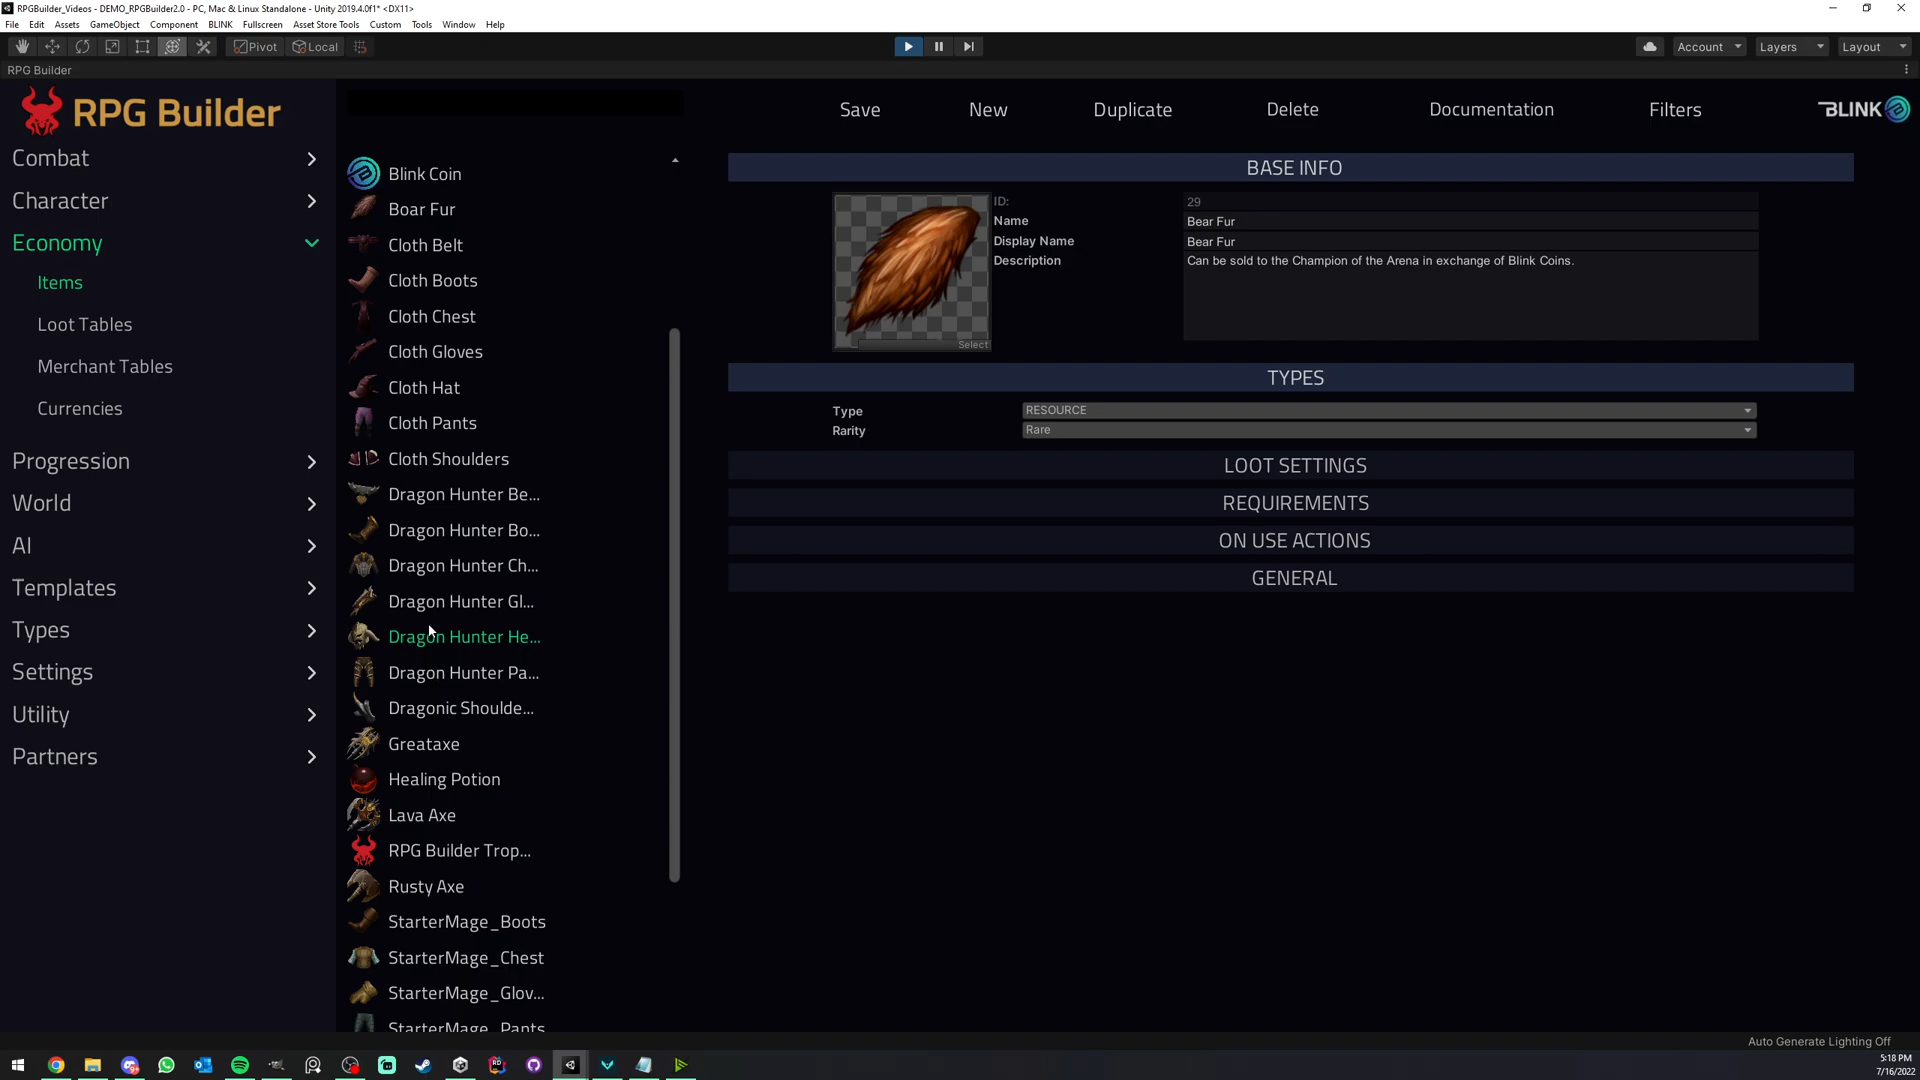 RPGBuilder_Videos - DEMO_RPGBuilder2.0 - PC, Mac & Linux Standalone - Unity 2019.4.0f1* <DX11>
File Edit Assets GameObject Component BLINK Fullscreen Asset Store Tools Custom Tools Window Help
Pivot Local Account Layers Layout
RPG Builder
RPG Builder
Combat
Character
Economy
Items
Loot Tables
Merchant Tables
Currencies
Progression
World
AI
Templates
Types
Settings
Utility
Partners
Blink Coin
Boar Fur
Cloth Belt
Cloth Boots
Cloth Chest
Cloth Gloves
Cloth Hat
Cloth Pants
Cloth Shoulders
Dragon Hunter Be...
Dragon Hunter Bo...
Dragon Hunter Ch...
Dragon Hunter Gl...
Dragon Hunter He...
Dragon Hunter Pa...
Dragonic Shoulde...
Greataxe
Healing Potion
Lava Axe
RPG Builder Trop...
Rusty Axe
StarterMage_Boots
StarterMage_Chest
StarterMage_Glov...
StarterMage_Pants
Save New Duplicate Delete Documentation Filters BLINK
BASE INFO
ID: 29
Name Bear Fur
Display Name Bear Fur
Description Can be sold to the Champion of the Arena in exchange of Blink Coins.
Select
TYPES
Type RESOURCE
Rarity Rare
LOOT SETTINGS
REQUIREMENTS
ON USE ACTIONS
GENERAL
Auto Generate Lighting Off
5:18 PM
7/16/2022